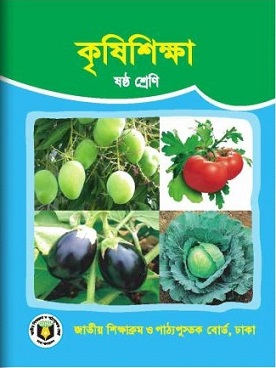 কৃষিশিক্ষা
ষষ্ঠ শ্রেণি
জাতীয় শিক্ষাক্রম ও পাঠ্যপুস্তক বোর্ড, ঢাকা